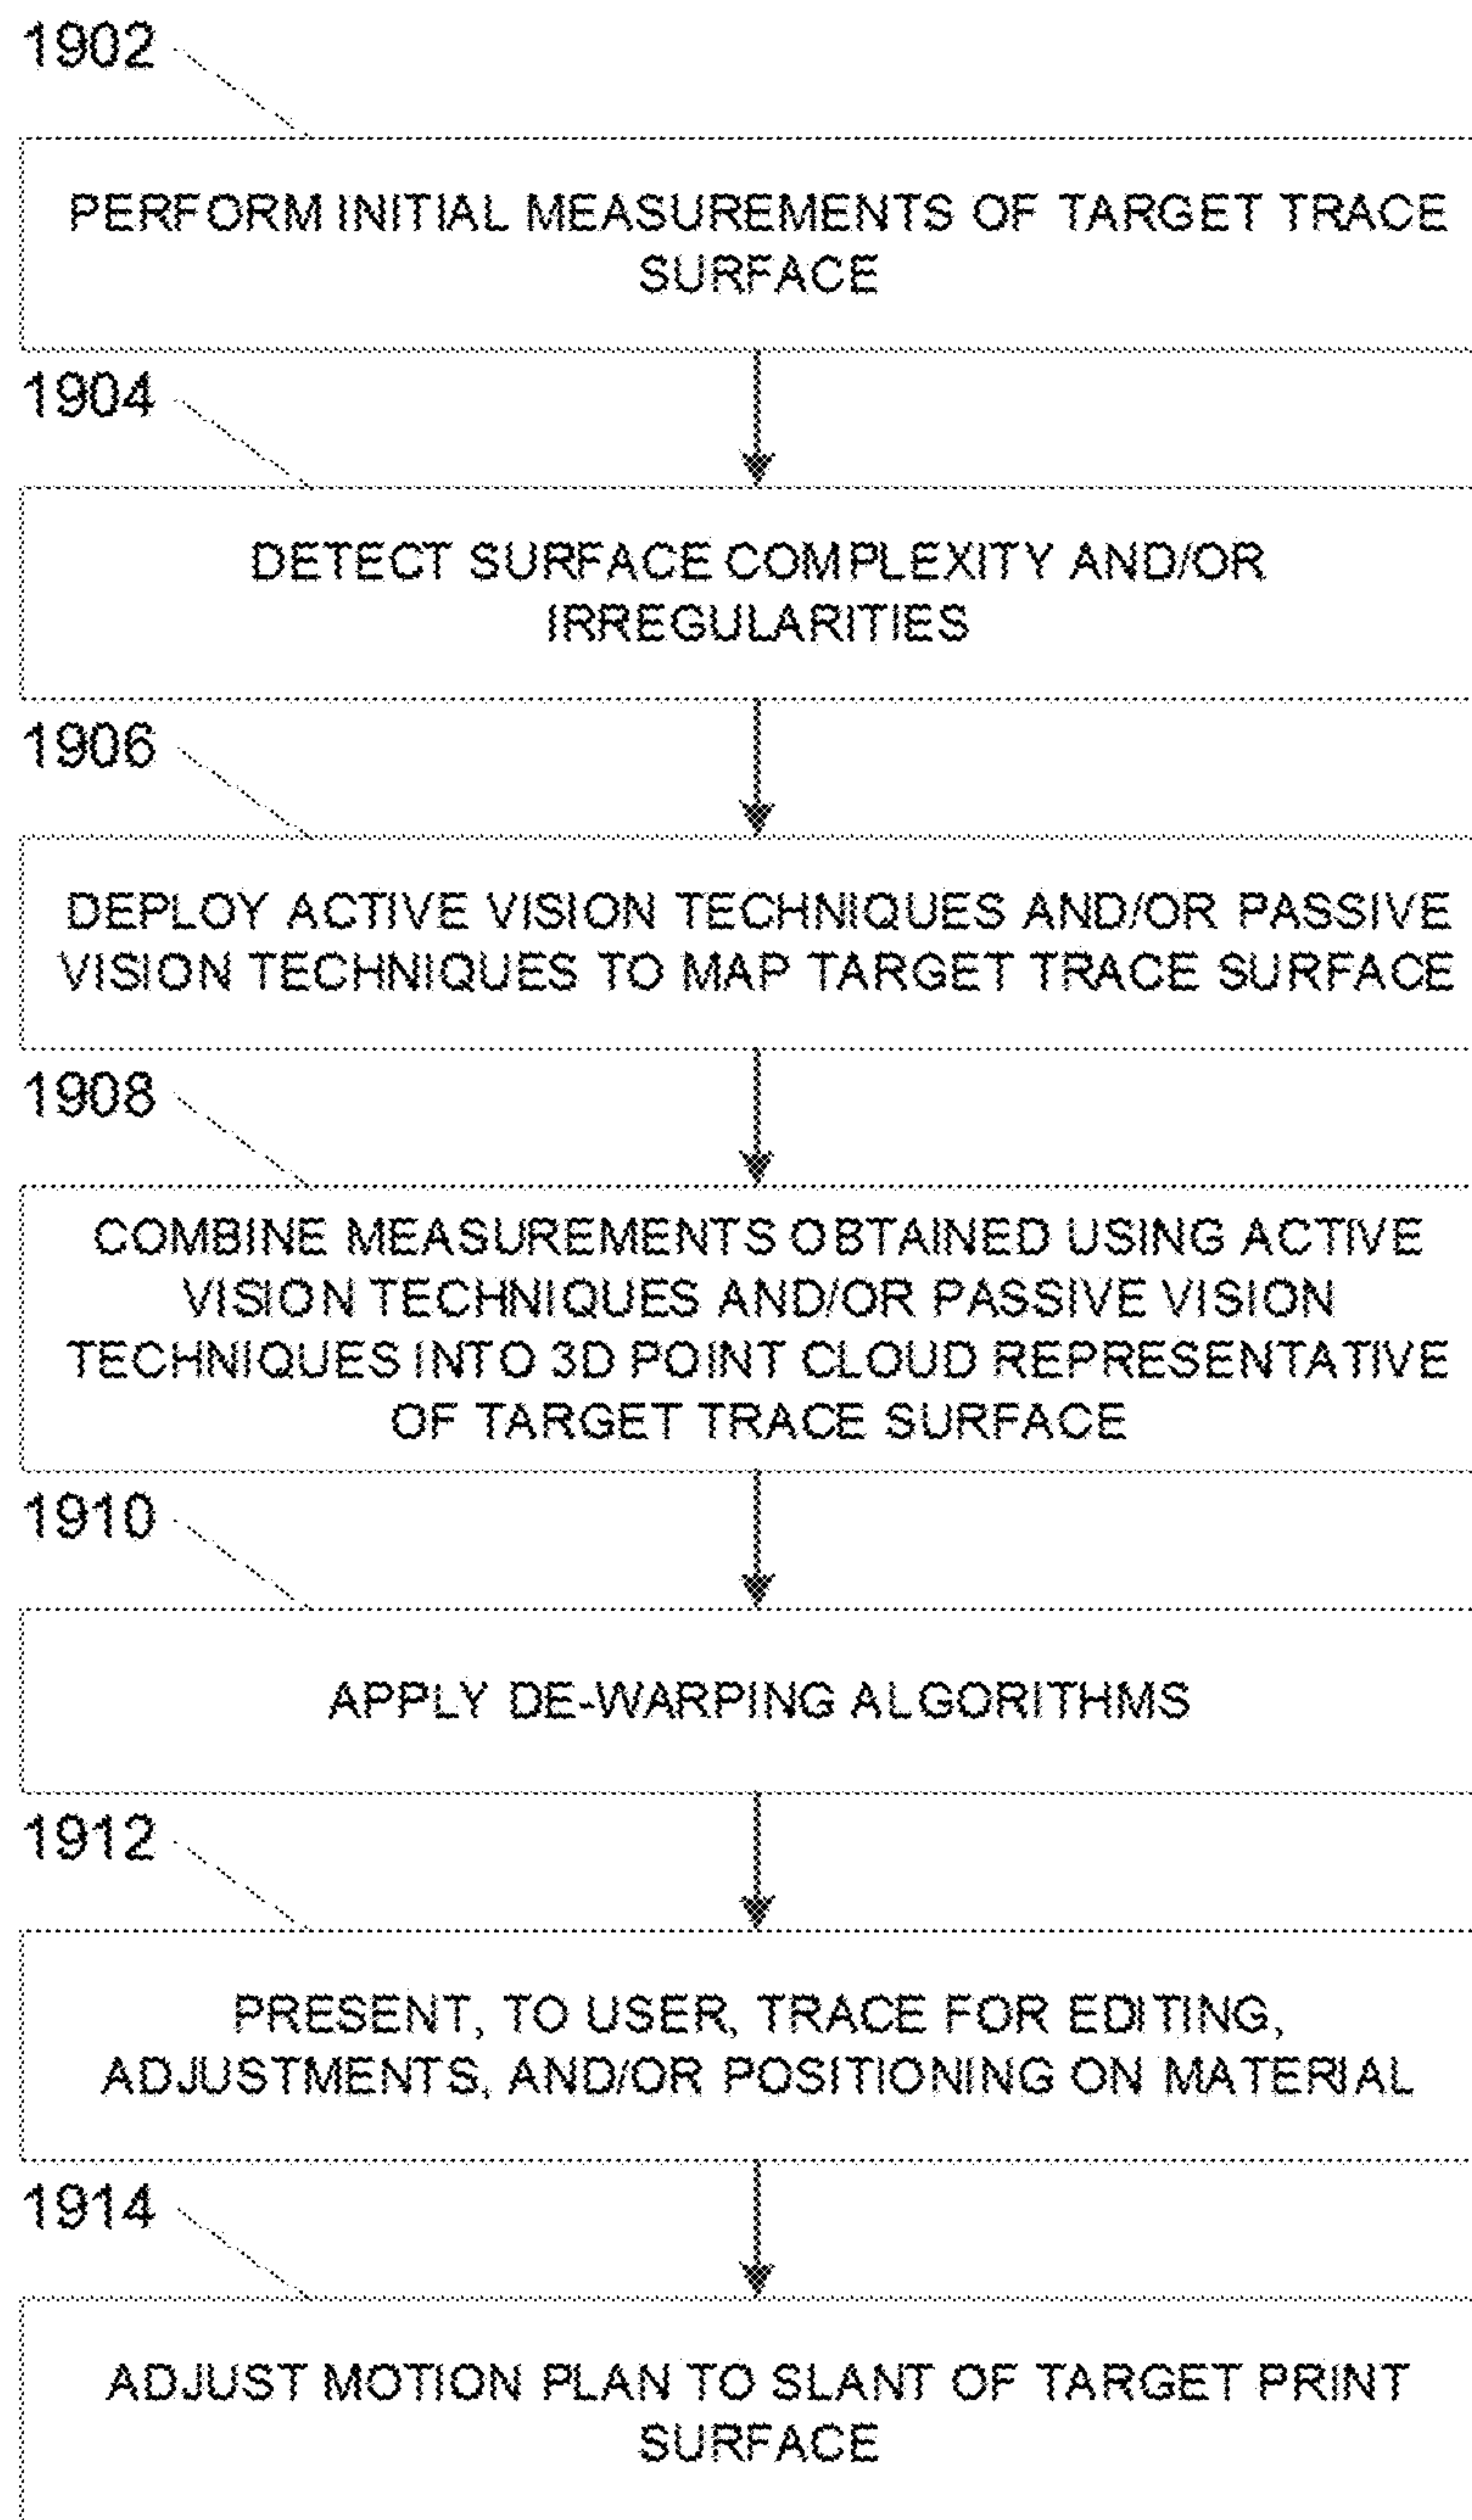 1902
PERFORM INITIAL MEASUREMENTS OF TARGET TRACE
SURFACE
1904
DETECT SURFACE COMPLEXITY AND/OR
IRREGULARITIES
1906
DEPLOY ACTIVE VISION TECHNIQUES AND/OR PASSIVE
VISION TECHNIQUES TO MAP TARGET TRACE SURFACE
1908
COMBINE MEASUREMENTS OBTAINED USING ACTIVE
VISION TECHNIQUES AND/OR PASSIVE VISION
TECHNIQUES INTO 3D POINT CLOUD REPRESENTATIVE
OF TARGET TRACE SURFACE
1910
APPLY DE-WARPING ALGORITHMS
1912
PRESENT, TO USER, TRACE FOR EDITING,
ADJUSTMENTS, AND/OR POSITIONING ON MATERIAL
1914
ADJUST MOTION PLAN TO SLANT OF TARGET PRINT
SURFACE